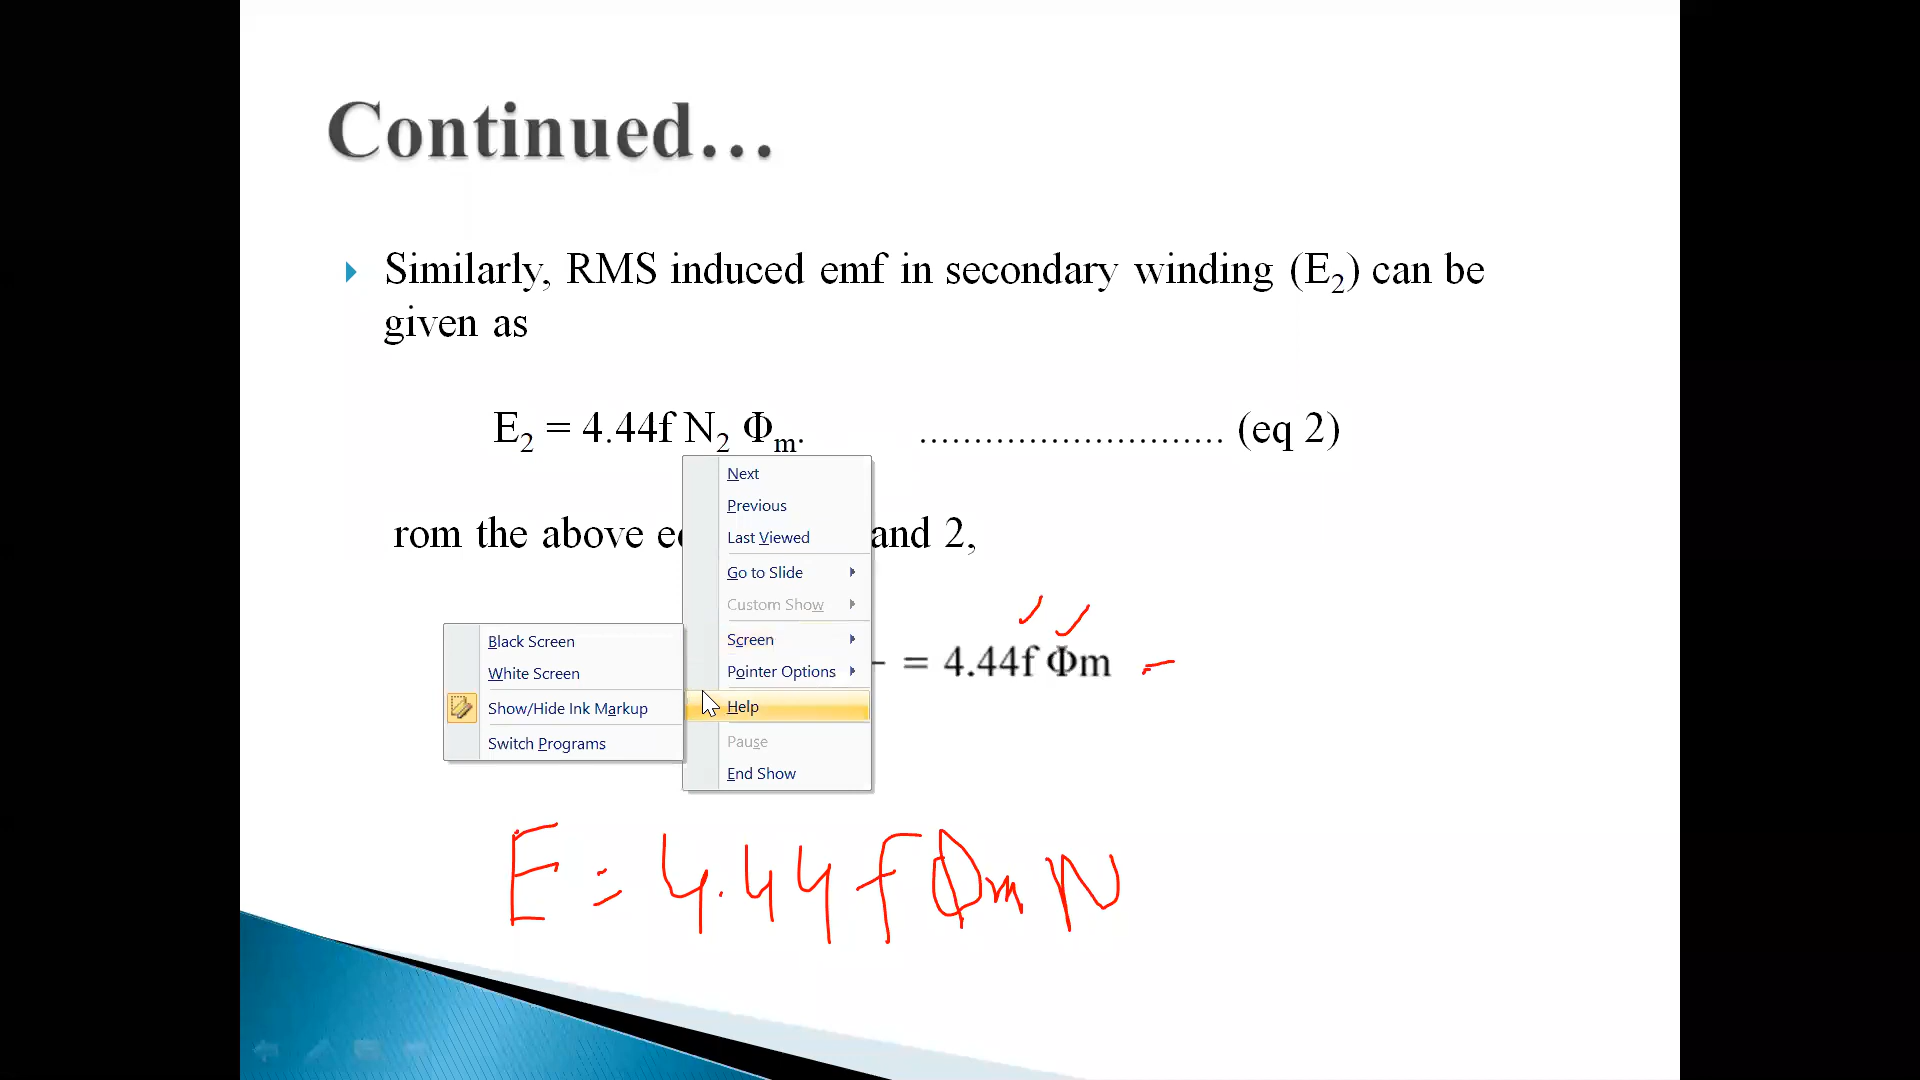 Continued...
Similarly, RMS induced emf in secondary winding (E₂) can be
given as
E₂ = 4.44f N₂ Φₘ. ............................ (eq 2)
rom the above and 2,
= 4.44f Φm
Next
Previous
Last Viewed
Go to Slide
Custom Show
Screen
Pointer Options
Help
Pause
End Show
Black Screen
White Screen
Show/Hide Ink Markup
Switch Programs
E = 4.44 f Φm N